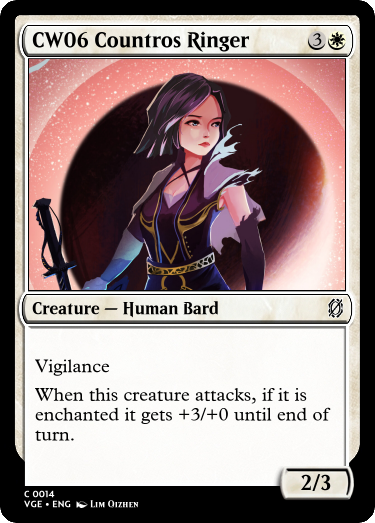 CW06 Countros Ringer 3
Creature — Human Bard
Vigilance
When this creature attacks, if it is
enchanted it gets +3/+0 until end of
turn.
2/3
C 0014
VGE • ENG Lim Oizhen